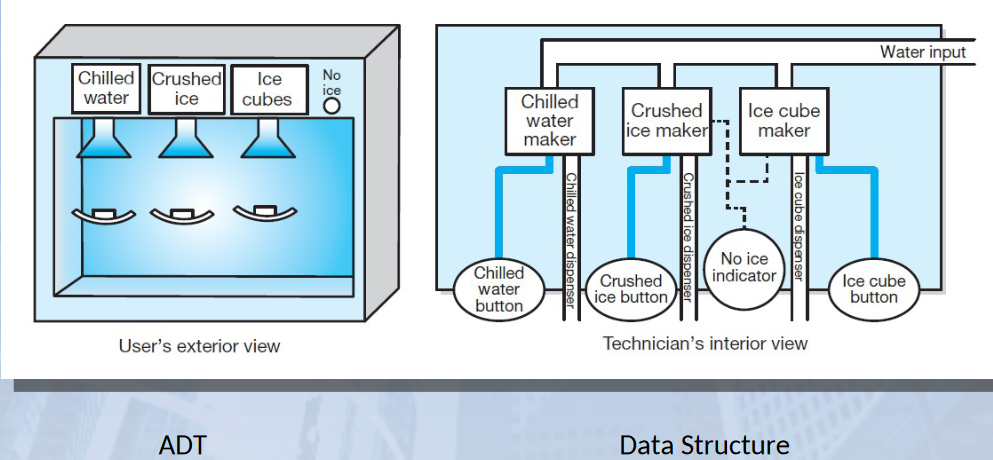 Chilled
water
Crushed
ice
Ice
cubes
No
ice
User's exterior view
Water input
Chilled
water
maker
Crushed
ice maker
Ice cube
maker
Chilled water dispenser
Crushed ice dispenser
Ice cube dispenser
Chilled
water
button
Crushed
ice button
No ice
indicator
Ice cube
button
Technician's interior view
ADT
Data Structure